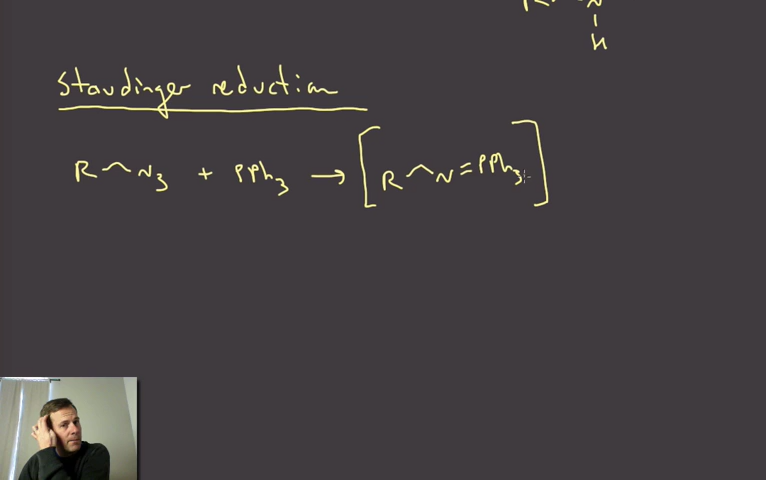 R N
H
Staudinger reduction
R N3 + PPh3 → [R N=PPh3]